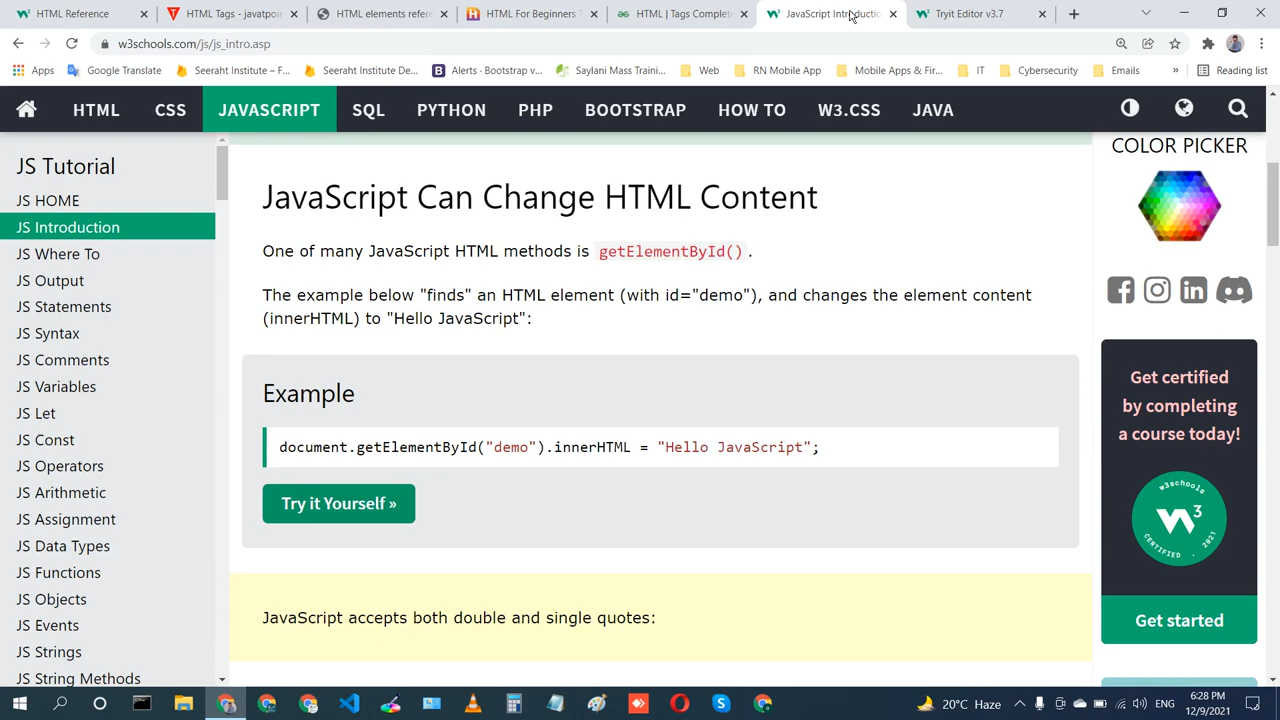 HTML Reference
HTML Tags - javatpoin
HTML elements refere
HTML For Beginners T
HTML | Tags Complete
JavaScript Introductio
Tryit Editor v3.7
w3schools.com/js/js_intro.asp
Apps
Google Translate
Seeraht Institute – F...
Seeraht Institute De...
Alerts · Bootstrap v...
Saylani Mass Traini...
Web
RN Mobile App
Mobile Apps & Fir...
IT
Cybersecurity
Emails
»
Reading list
HTML
CSS
JAVASCRIPT
SQL
PYTHON
PHP
BOOTSTRAP
HOW TO
W3.CSS
JAVA
JS Tutorial
JS HOME
JS Introduction
JS Where To
JS Output
JS Statements
JS Syntax
JS Comments
JS Variables
JS Let
JS Const
JS Operators
JS Arithmetic
JS Assignment
JS Data Types
JS Functions
JS Objects
JS Events
JS Strings
JS String Methods
JavaScript Can Change HTML Content
One of many JavaScript HTML methods is getElementById().
The example below "finds" an HTML element (with id="demo"), and changes the element content
(innerHTML) to "Hello JavaScript":
Example
document.getElementById("demo").innerHTML = "Hello JavaScript";
Try it Yourself »
JavaScript accepts both double and single quotes:
COLOR PICKER
Get certified
by completing
a course today!
w3schools
W3
CERTIFIED . 2021
Get started
20°C Haze
ENG
6:28 PM
12/9/2021